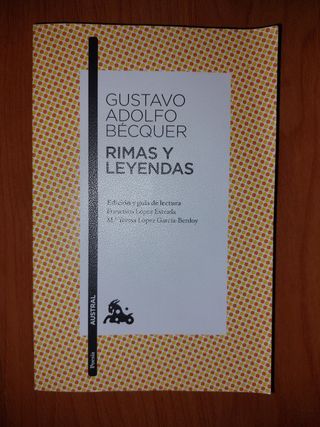 GUSTAVO
ADOLFO
BÉCQUER
RIMAS Y
LEYENDAS
Edición y guía de lectura
Francisco López Estrada
M.ª Teresa López García-Berdoy
AUSTRAL
Poesía